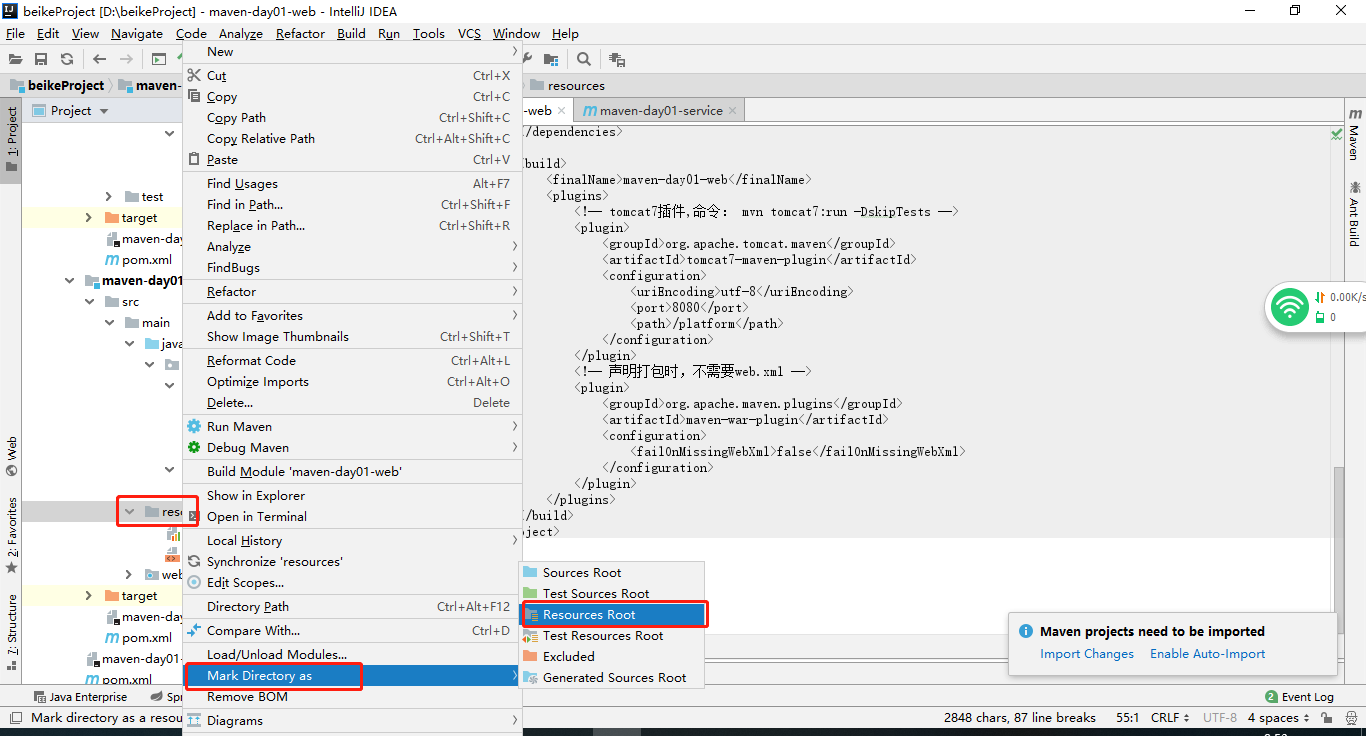 beikeProject [D:\beikeProject] - maven-day01-web - IntelliJ IDEA
File Edit View Navigate Code Analyze Refactor Build Run Tools VCS Window Help
beikeProject maven- resources
1: Project
Project
test
target
maven-day
pom.xml
maven-day01
src
main
java
reso
web
target
maven-day
pom.xml
maven-day01
pom.xml
Web
2: Favorites
7: Structure
New
Cut Ctrl+X
Copy Ctrl+C
Copy Path Ctrl+Shift+C
Copy Relative Path Ctrl+Alt+Shift+C
Paste Ctrl+V
Find Usages Alt+F7
Find in Path... Ctrl+Shift+F
Replace in Path... Ctrl+Shift+R
Analyze
FindBugs
Refactor
Add to Favorites
Show Image Thumbnails Ctrl+Shift+T
Reformat Code Ctrl+Alt+L
Optimize Imports Ctrl+Alt+O
Delete... Delete
Run Maven
Debug Maven
Build Module 'maven-day01-web'
Show in Explorer
Open in Terminal
Local History
Synchronize 'resources'
Edit Scopes...
Directory Path Ctrl+Alt+F12
Compare With... Ctrl+D
Load/Unload Modules...
Mark Directory as
Remove BOM
Diagrams
Sources Root
Test Sources Root
Resources Root
Test Resources Root
Excluded
Generated Sources Root
-web maven-day01-service
/dependencies>
build>
<finalName>maven-day01-web</finalName>
<plugins>
<!-- tomcat7插件,命令： mvn tomcat7:run -DskipTests -->
<plugin>
<groupId>org.apache.tomcat.maven</groupId>
<artifactId>tomcat7-maven-plugin</artifactId>
<configuration>
<uriEncoding>utf-8</uriEncoding>
<port>8080</port>
<path>/platform</path>
</configuration>
</plugin>
<!-- 声明打包时，不需要web.xml -->
<plugin>
<groupId>org.apache.maven.plugins</groupId>
<artifactId>maven-war-plugin</artifactId>
<configuration>
<failOnMissingWebXml>false</failOnMissingWebXml>
</configuration>
</plugin>
</plugins>
/build>
oject>
Maven
Ant Build
0.00K/s
0
Maven projects need to be imported
Import Changes Enable Auto-Import
Java Enterprise Spr
2 Event Log
Mark directory as a resou
2848 chars, 87 line breaks 55:1 CRLF UTF-8 4 spaces